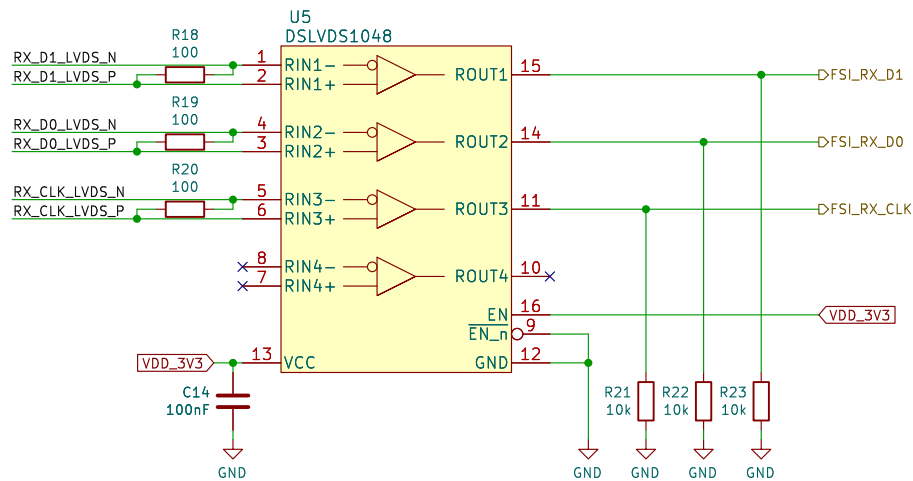 U5
DSLVDS1048
R18
100
RX_D1_LVDS_N
RX_D1_LVDS_P
1 RIN1-
2 RIN1+
ROUT1 15
FSI_RX_D1
R19
100
RX_D0_LVDS_N
RX_D0_LVDS_P
4 RIN2-
3 RIN2+
ROUT2 14
FSI_RX_D0
R20
100
RX_CLK_LVDS_N
RX_CLK_LVDS_P
5 RIN3-
6 RIN3+
ROUT3 11
FSI_RX_CLK
8 RIN4-
7 RIN4+
ROUT4 10
EN 16
VDD_3V3
EN_n 9
VDD_3V3
13 VCC
GND 12
C14
100nF
R21
10k
R22
10k
R23
10k
GND
GND
GND
GND
GND